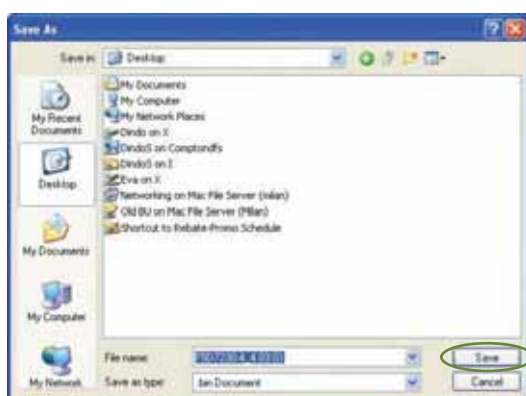 Save As
Save in: Desktop
My Recent Documents
Desktop
My Documents
My Computer
My Network
My Documents
My Computer
My Network Places
Dindo on X
DindoS on Comptondfs
DindoS on I
Eva on X
Networking on Mac File Server (milan)
Old BU on Mac File Server (Milan)
Shortcut to Rebate-Promo Schedule
File name:
Save
Save as type: Jan Document
Cancel